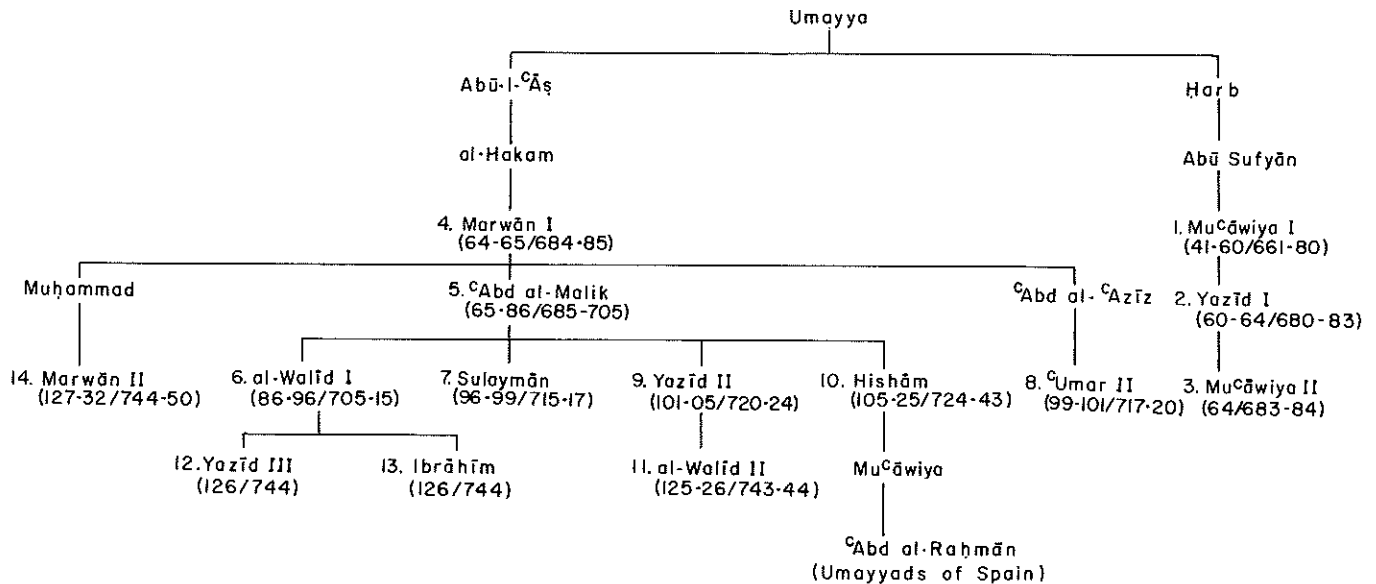 Umayya
Abū-l-ᶜĀṣ
Ḥarb
al-Hakam
Abū Sufyān
4. Marwān I
(64-65/684-85)
1. Muᶜāwiya I
(41-60/661-80)
Muḥammad
5. ᶜAbd al-Malik
(65-86/685-705)
ᶜAbd al-ᶜAzīz
2. Yazīd I
(60-64/680-83)
14. Marwān II
(127-32/744-50)
6. al-Walīd I
(86-96/705-15)
7. Sulaymān
(96-99/715-17)
9. Yazīd II
(101-05/720-24)
10. Hishām
(105-25/724-43)
8. ᶜUmar II
(99-101/717-20)
3. Muᶜāwiya II
(64/683-84)
12. Yazīd III
(126/744)
13. Ibrāhīm
(126/744)
11. al-Walīd II
(125-26/743-44)
Muᶜāwiya
ᶜAbd al-Raḥmān
(Umayyads of Spain)